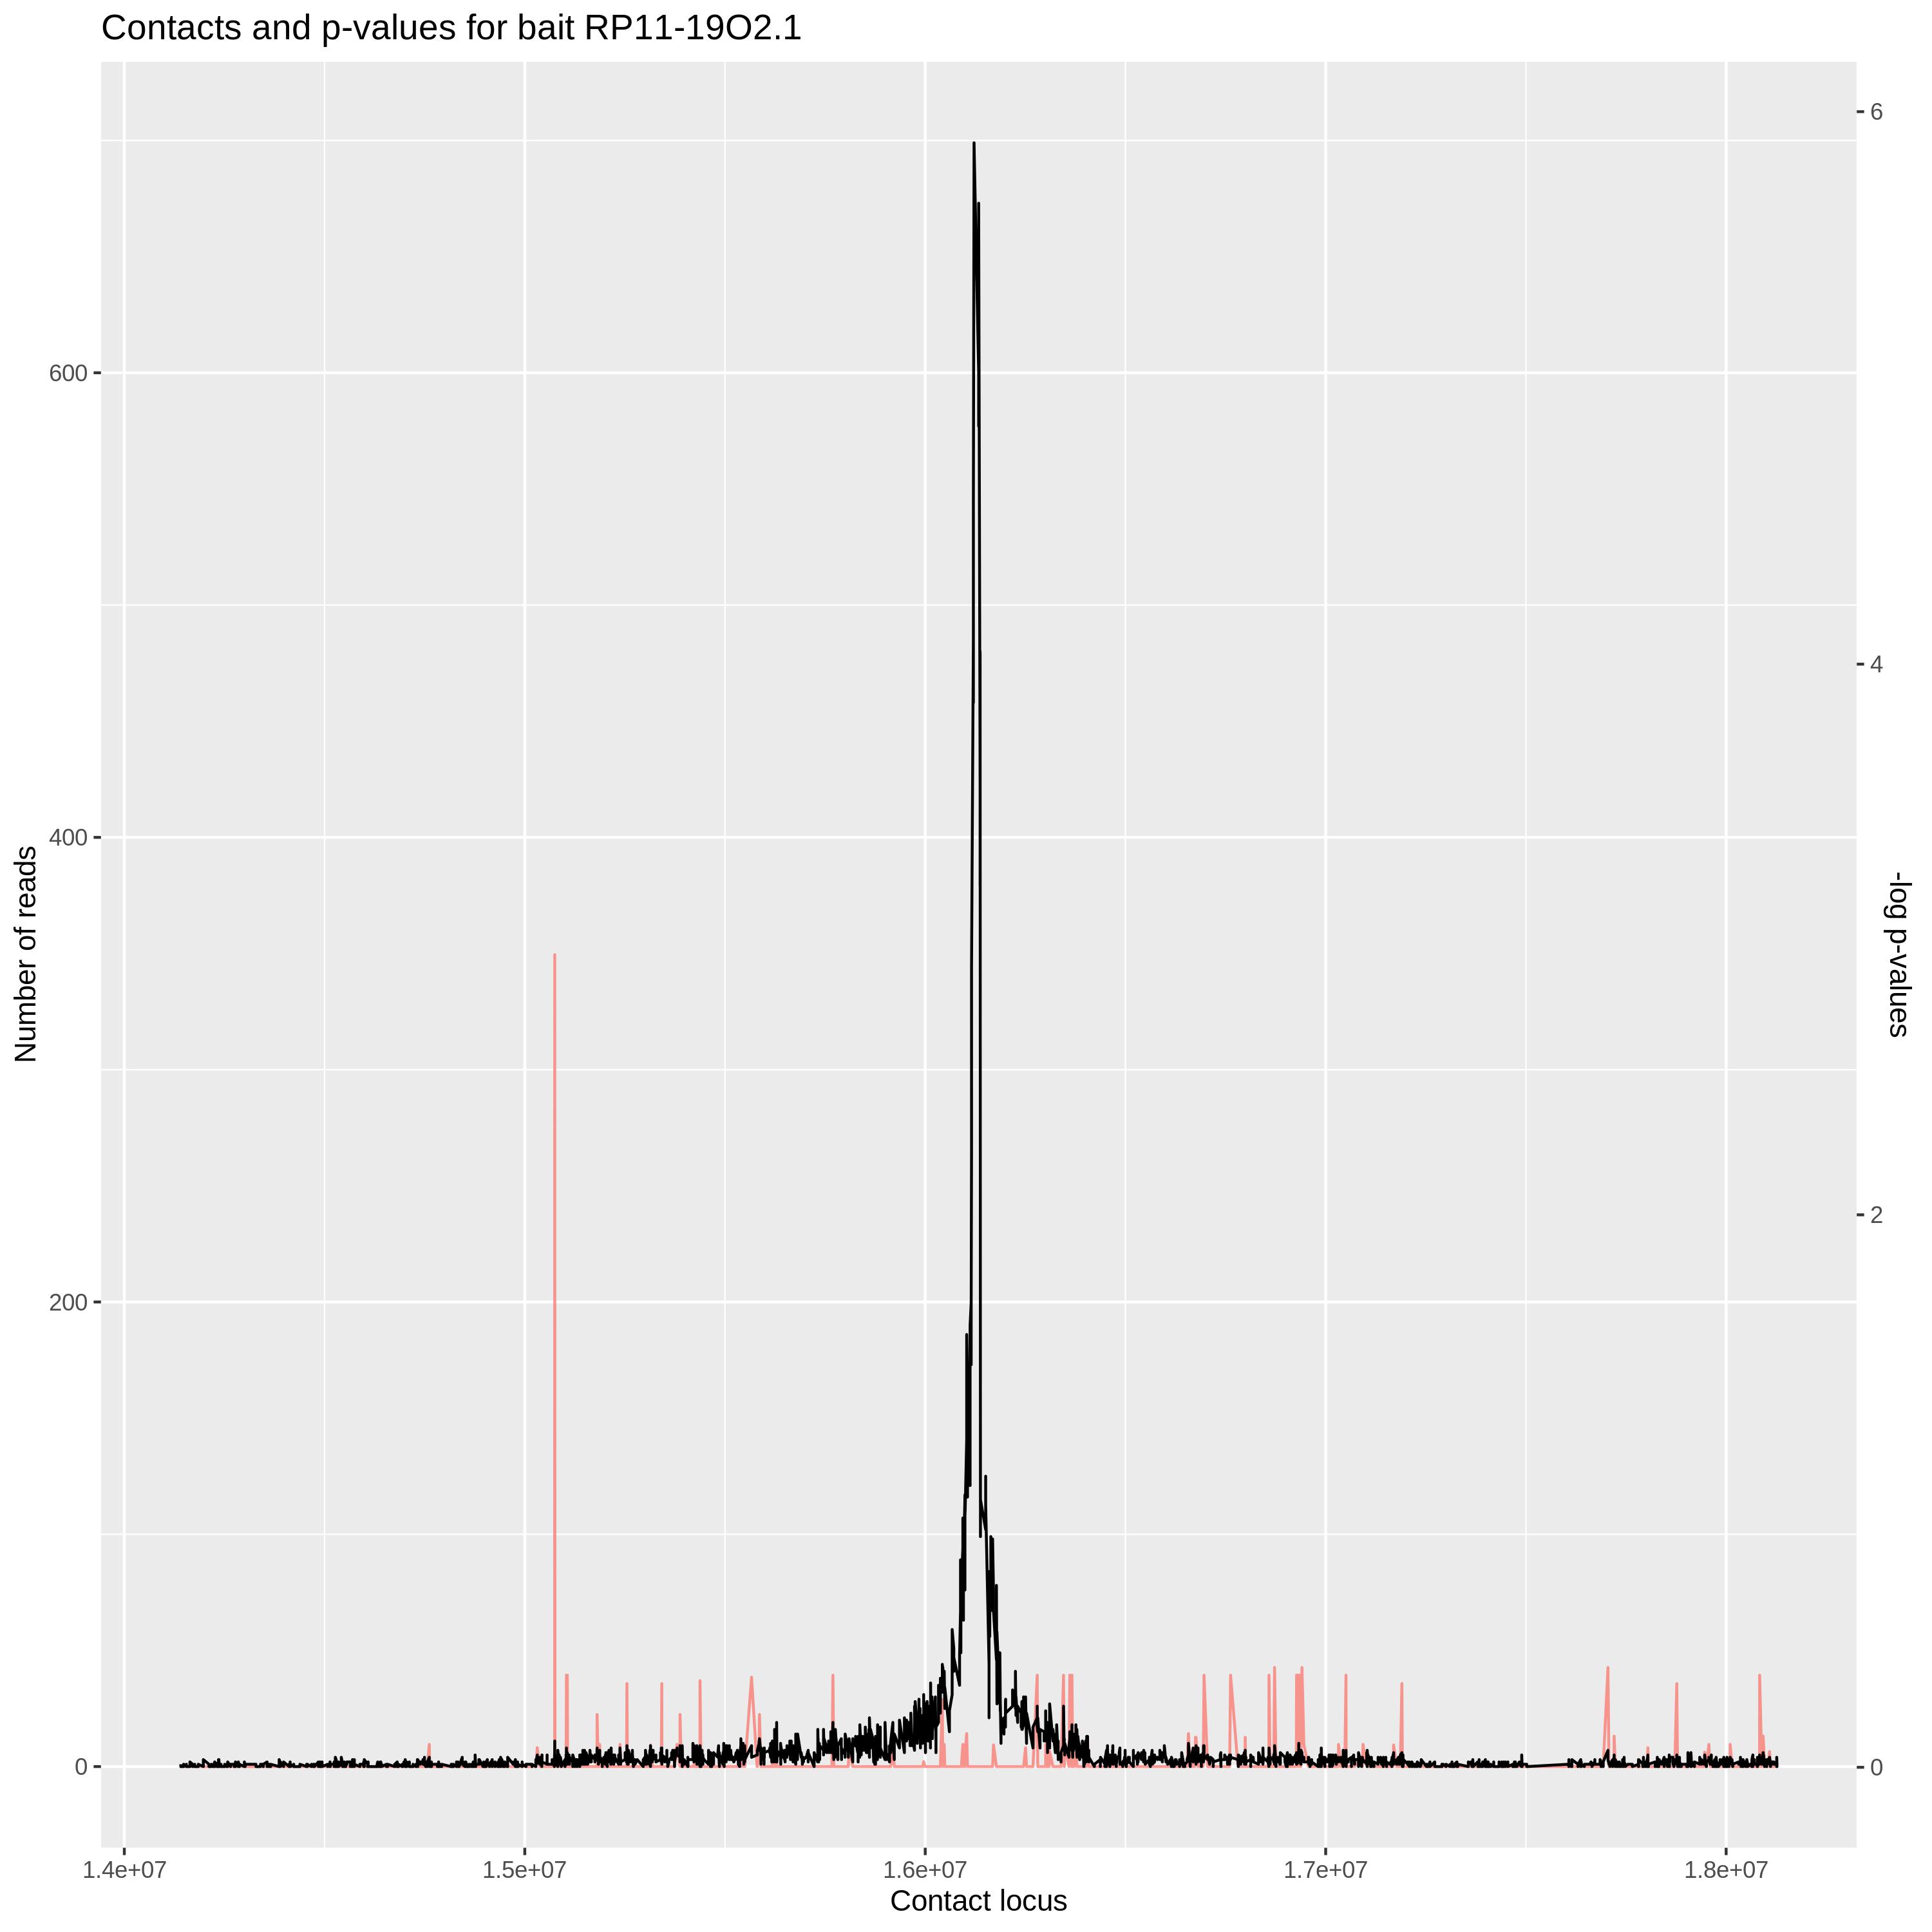 Contacts and p-values for bait RP11-19O2.1
6
600
4
400
Number of reads
-log p-values
2
200
0
0
1.4e+07
1.5e+07
1.6e+07
1.7e+07
1.8e+07
Contact locus